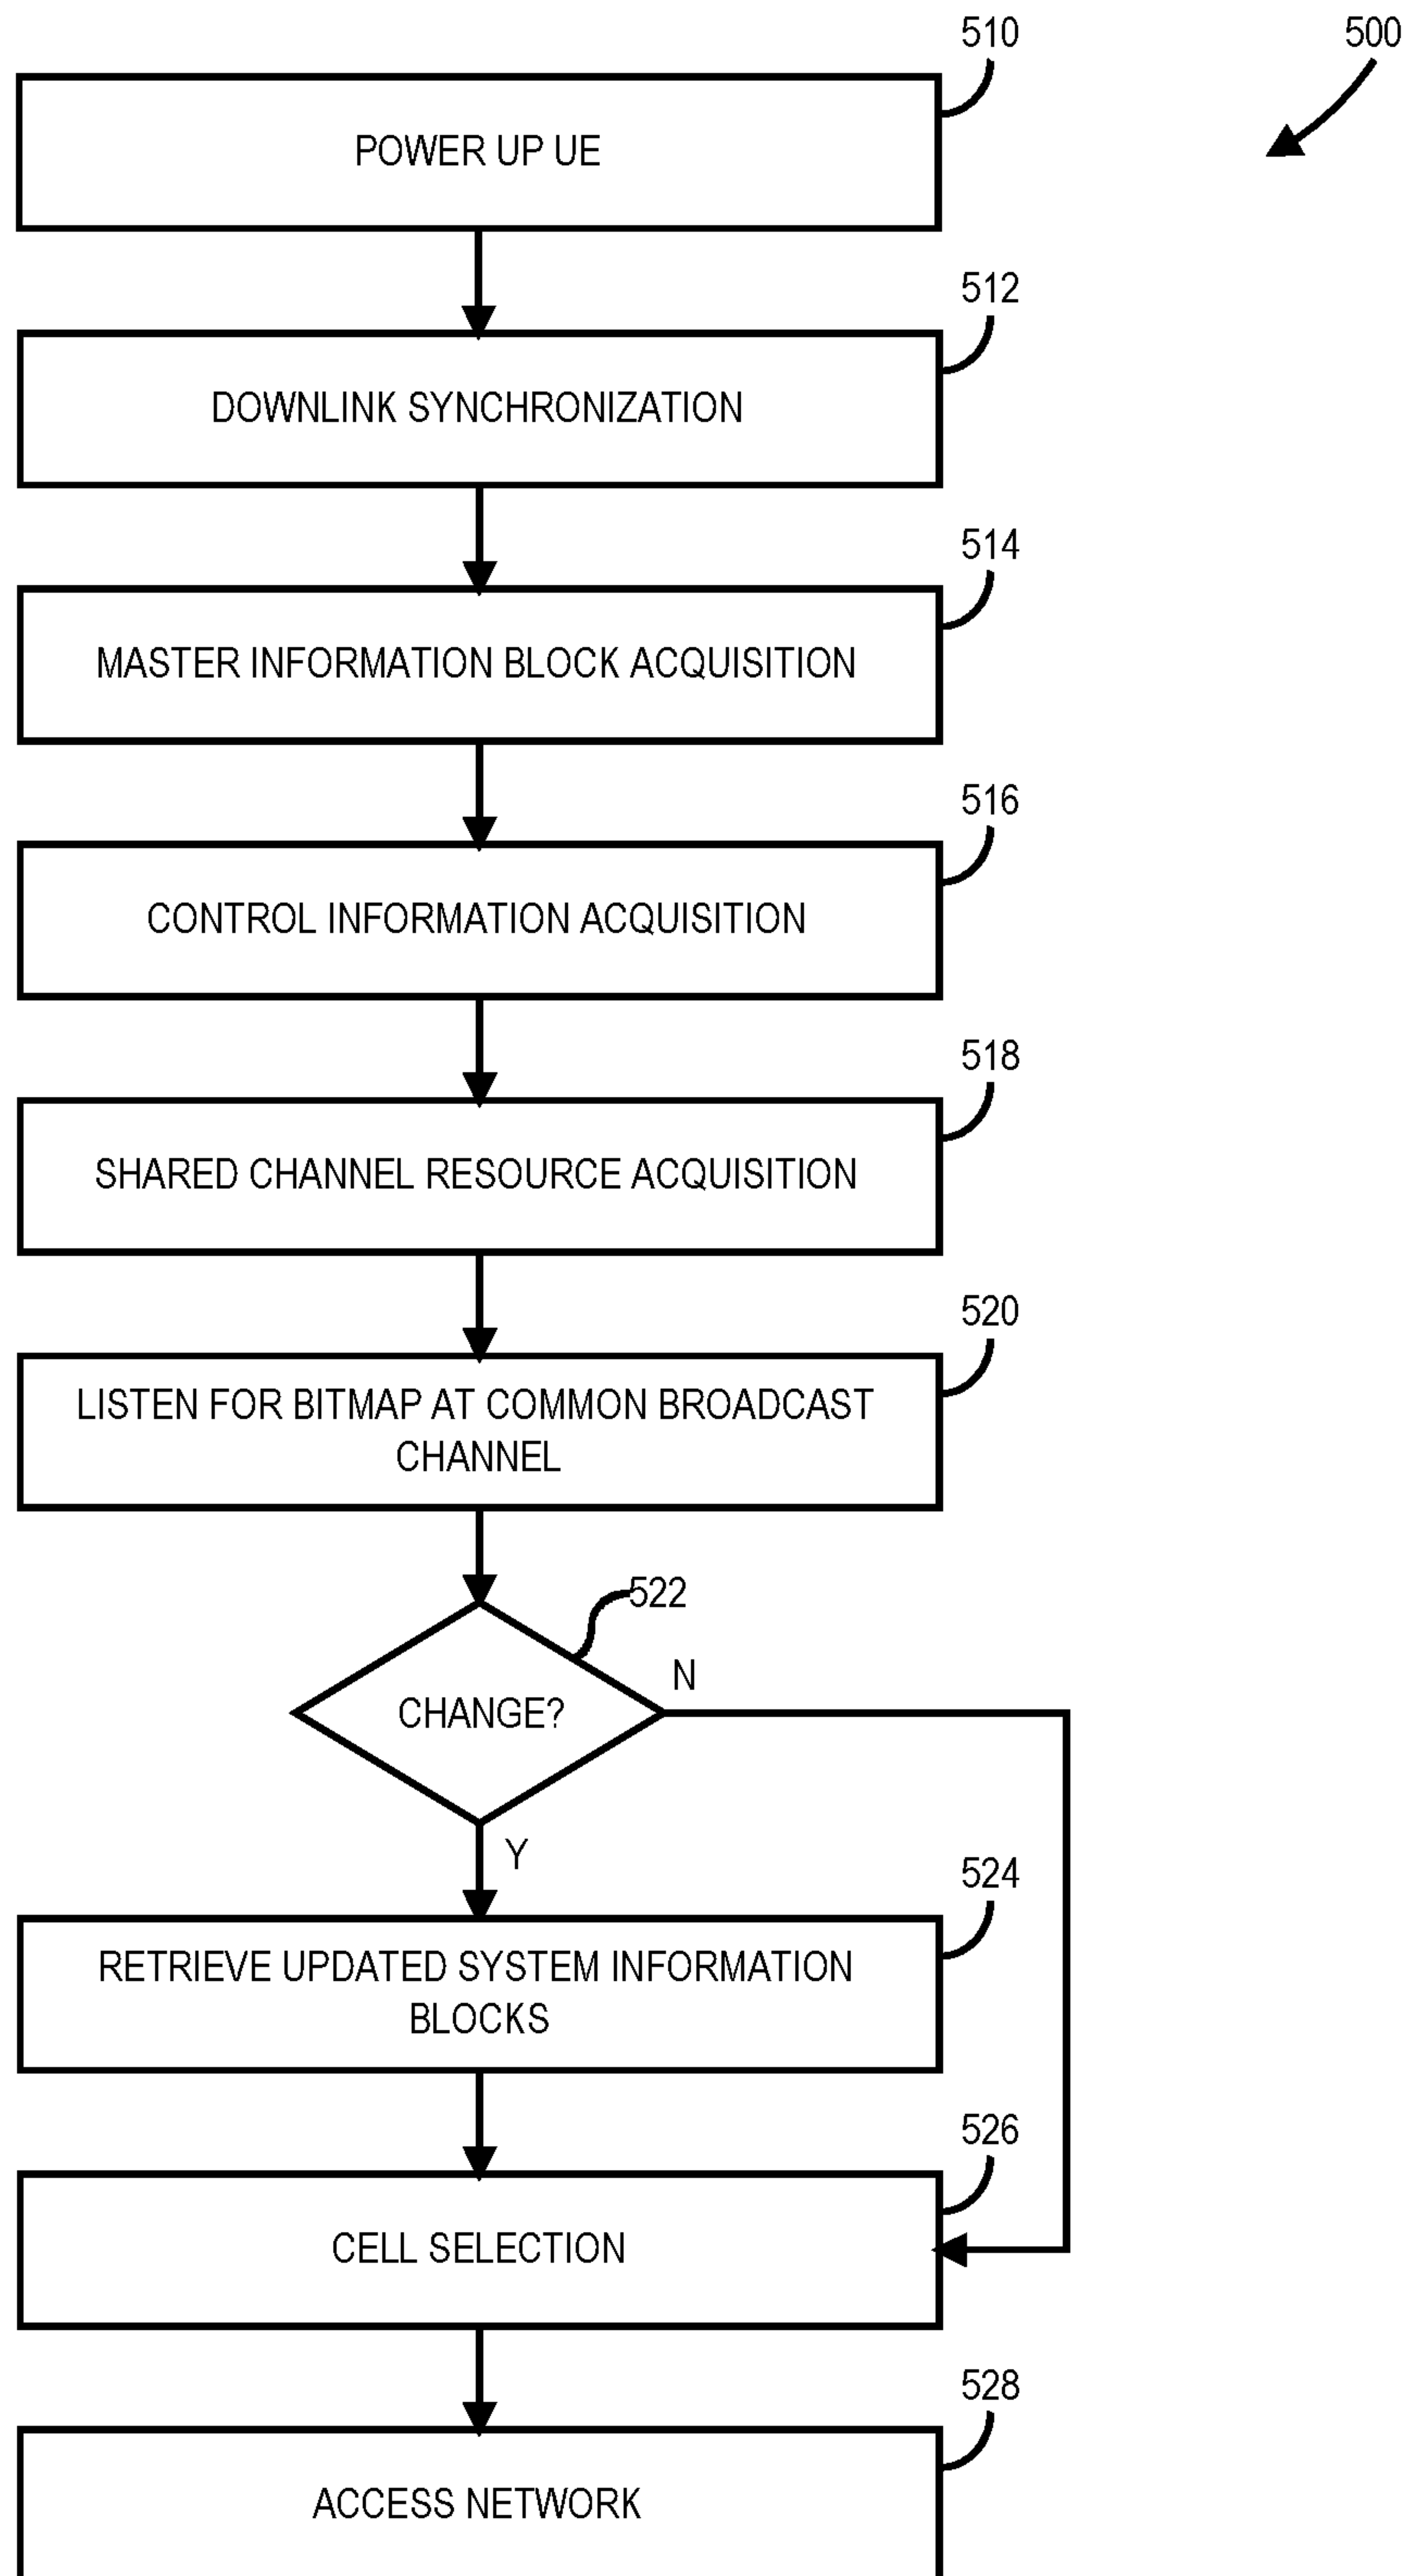 510
500
POWER UP UE
512
DOWNLINK SYNCHRONIZATION
514
MASTER INFORMATION BLOCK ACQUISITION
516
CONTROL INFORMATION ACQUISITION
518
SHARED CHANNEL RESOURCE ACQUISITION
520
LISTEN FOR BITMAP AT COMMON BROADCAST
CHANNEL
522
N
CHANGE?
Y
524
RETRIEVE UPDATED SYSTEM INFORMATION
BLOCKS
526
CELL SELECTION
528
ACCESS NETWORK